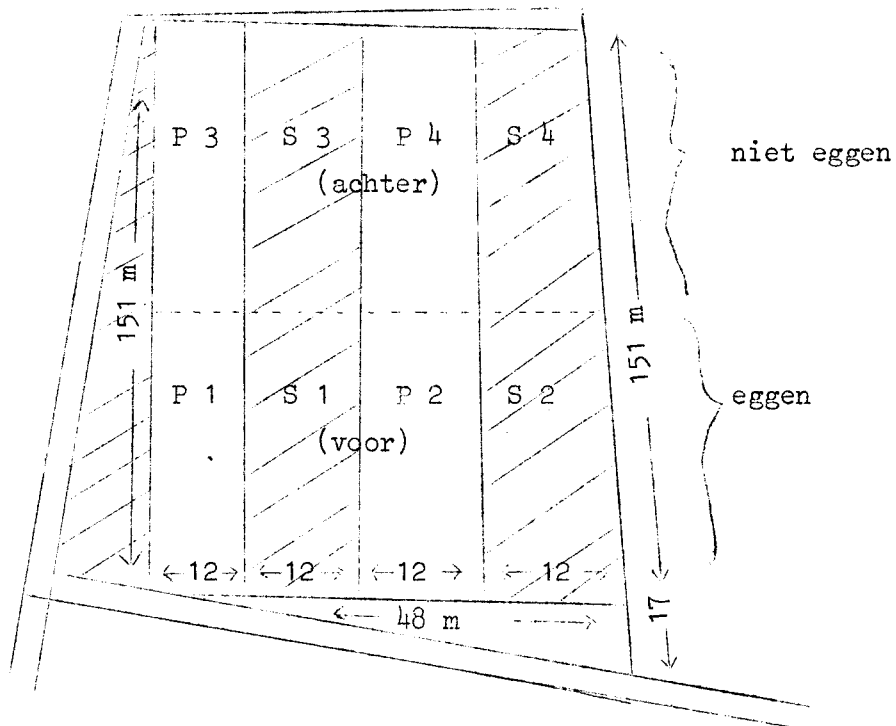 P 3 S 3 P 4 S 4
niet eggen
(achter)
151 m
151 m
P 1 S 1 P 2 S 2
eggen
(voor)
12 12 12 12
48 m
17